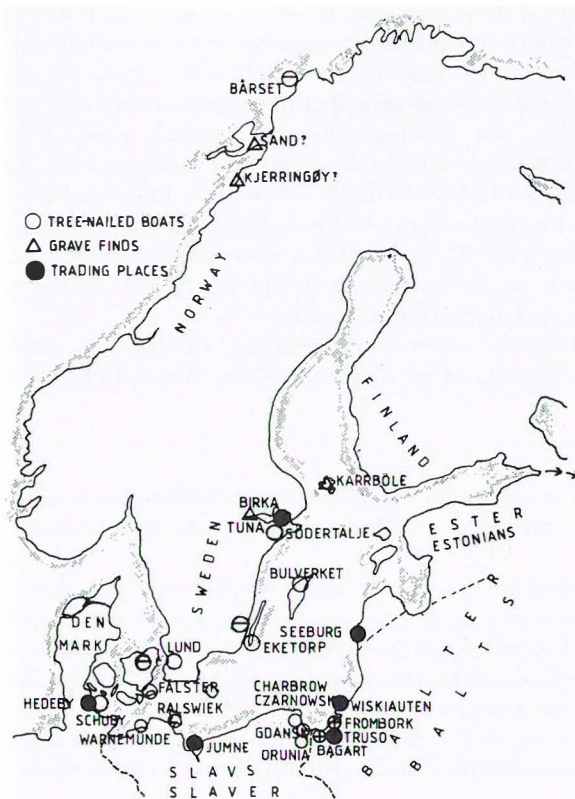 BÅRSET
SAND?
KJERRINGØY?
TREE-NAILED BOATS
GRAVE FINDS
TRADING PLACES
NORWAY
FINLAND
KARRBÖLE
BIRKA
TUNA
SÖDERTÄLJE
ESTER
ESTONIANS
SWEDEN
BULVERKET
BALTER
BALTS
DEN
MARK
SEEBURG
EKETORP
LUND
FALSTER
RALSWIEK
CHARBROW
CZARNOWSKO
HEDEBY
SCHUBY
WARNEMÜNDE
JUMNE
WISKIAUTEN
FROMBORK
GDANSK
TRUSO
ORUNIA
BAGART
SLAVS
SLAVER